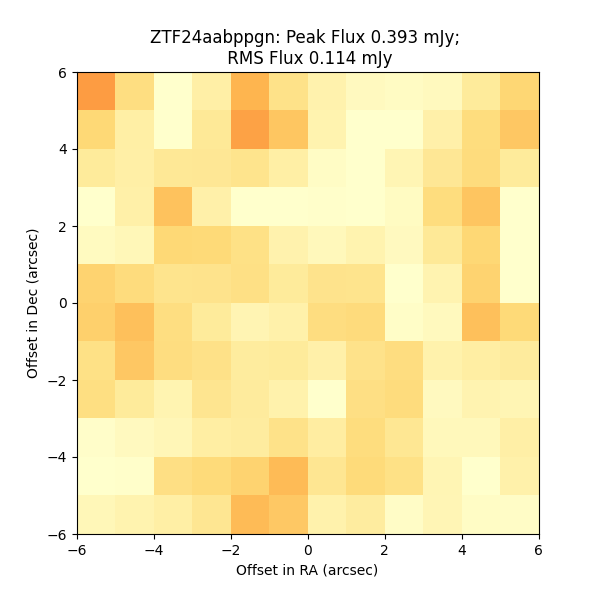 ZTF24aabppgn: Peak Flux 0.393 mJy;
RMS Flux 0.114 mJy
6
4
2
0
−2
−4
−6
Offset in Dec (arcsec)
−6 −4 −2 0 2 4 6
Offset in RA (arcsec)